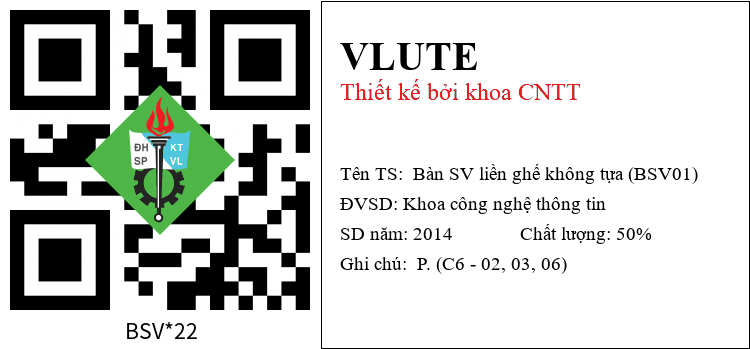 ĐH KT
SP VL
BSV*22
VLUTE
Thiết kế bởi khoa CNTT
Tên TS: Bàn SV liền ghế không tựa (BSV01)
ĐVSD: Khoa công nghệ thông tin
SD năm: 2014 Chất lượng: 50%
Ghi chú: P. (C6 - 02, 03, 06)